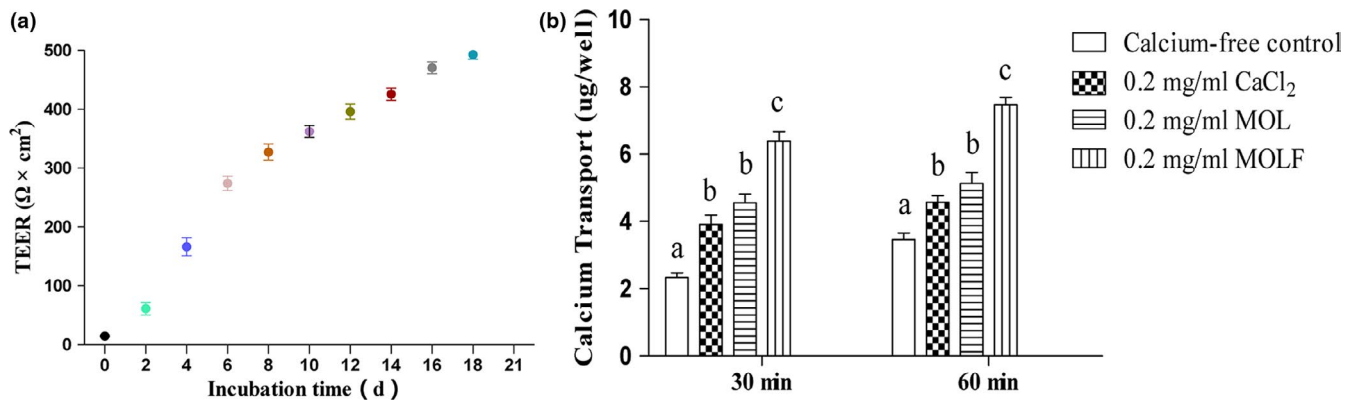 (a)
500
400
300
200
100
0
TEER (Ω × cm²)
0 2 4 6 8 10 12 14 16 18 21
Incubation time ( d )
(b)
10
8
6
4
2
0
Calcium Transport (ug/well)
a b b c
a b b c
30 min 60 min
Calcium-free control
0.2 mg/ml CaCl₂
0.2 mg/ml MOL
0.2 mg/ml MOLF